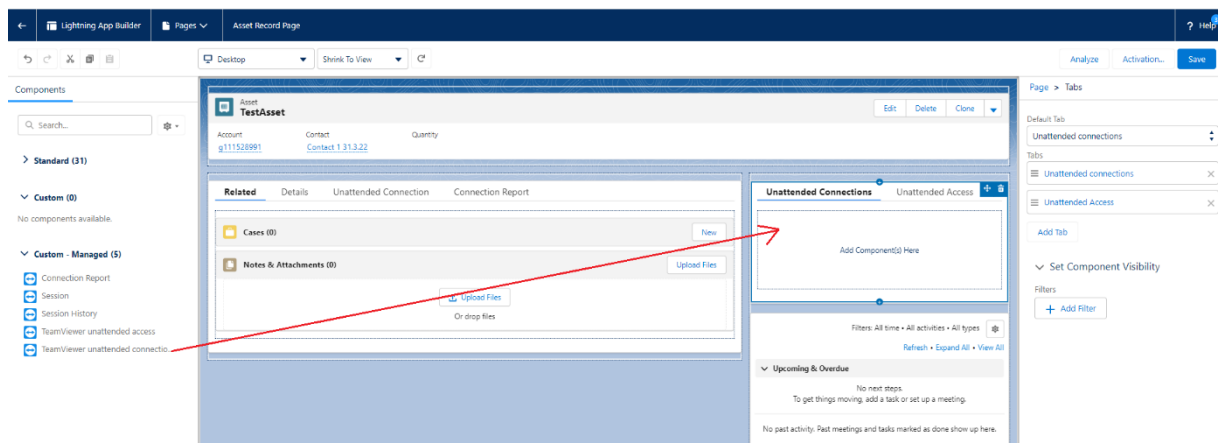 Lightning App Builder
Pages
Asset Record Page
? Help
Desktop
Shrink To View
Analyze
Activation...
Save
Components
Search...
Standard (31)
Custom (0)
No components available.
Custom - Managed (5)
Connection Report
Session
Session History
TeamViewer unattended access
TeamViewer unattended connectio...
Asset
TestAsset
Edit
Delete
Clone
Account
Contact
Quantity
g111528991
Contact 1 31.3.22
Related
Details
Unattended Connection
Connection Report
Cases (0)
New
Notes & Attachments (0)
Upload Files
Upload Files
Or drop files
Unattended Connections
Unattended Access
Add Component(s) Here
Filters: All time • All activities • All types
Refresh • Expand All • View All
Upcoming & Overdue
No next steps.
To get things moving, add a task or set up a meeting.
No past activity. Past meetings and tasks marked as done show up here.
Page > Tabs
Default Tab
Unattended connections
Tabs
Unattended connections
Unattended Access
Add Tab
Set Component Visibility
Filters
+ Add Filter